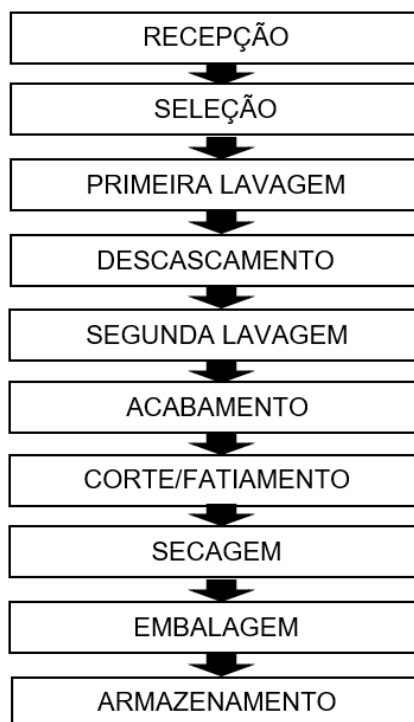 RECEPÇÃO
SELEÇÃO
PRIMEIRA LAVAGEM
DESCASCAMENTO
SEGUNDA LAVAGEM
ACABAMENTO
CORTE/FATIAMENTO
SECAGEM
EMBALAGEM
ARMAZENAMENTO